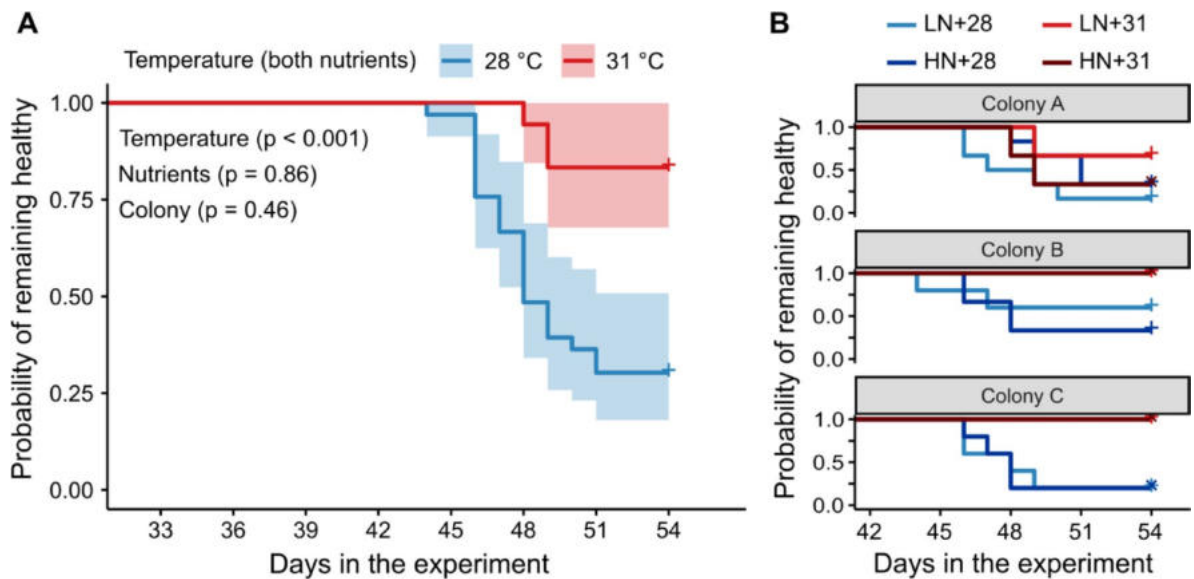 A
Temperature (both nutrients) 28 °C 31 °C
Probability of remaining healthy
1.00
0.75
0.50
0.25
0.00
Temperature (p < 0.001)
Nutrients (p = 0.86)
Colony (p = 0.46)
33 36 39 42 45 48 51 54
Days in the experiment
B
LN+28 LN+31
HN+28 HN+31
Probability of remaining healthy
Colony A
1.0
0.5
0.0
Colony B
1.0
0.0
0.0
Colony C
1.0
0.5
0.0
42 45 48 51 54
Days in the experiment